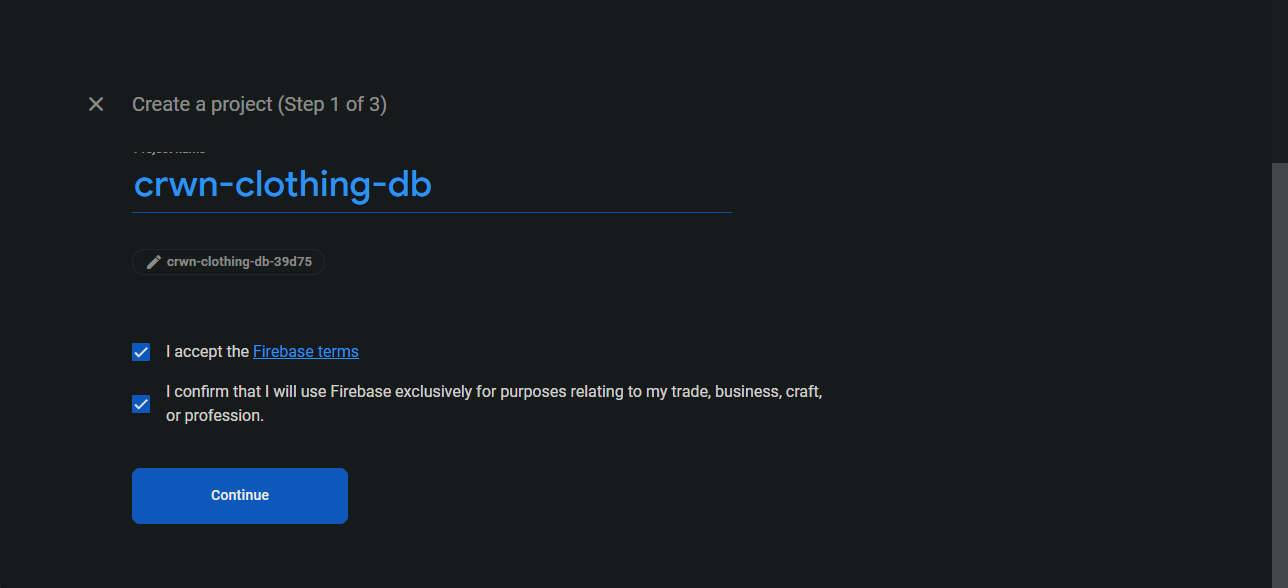 Create a project (Step 1 of 3)
crwn-clothing-db
crwn-clothing-db-39d75
I accept the Firebase terms
I confirm that I will use Firebase exclusively for purposes relating to my trade, business, craft,
or profession.
Continue